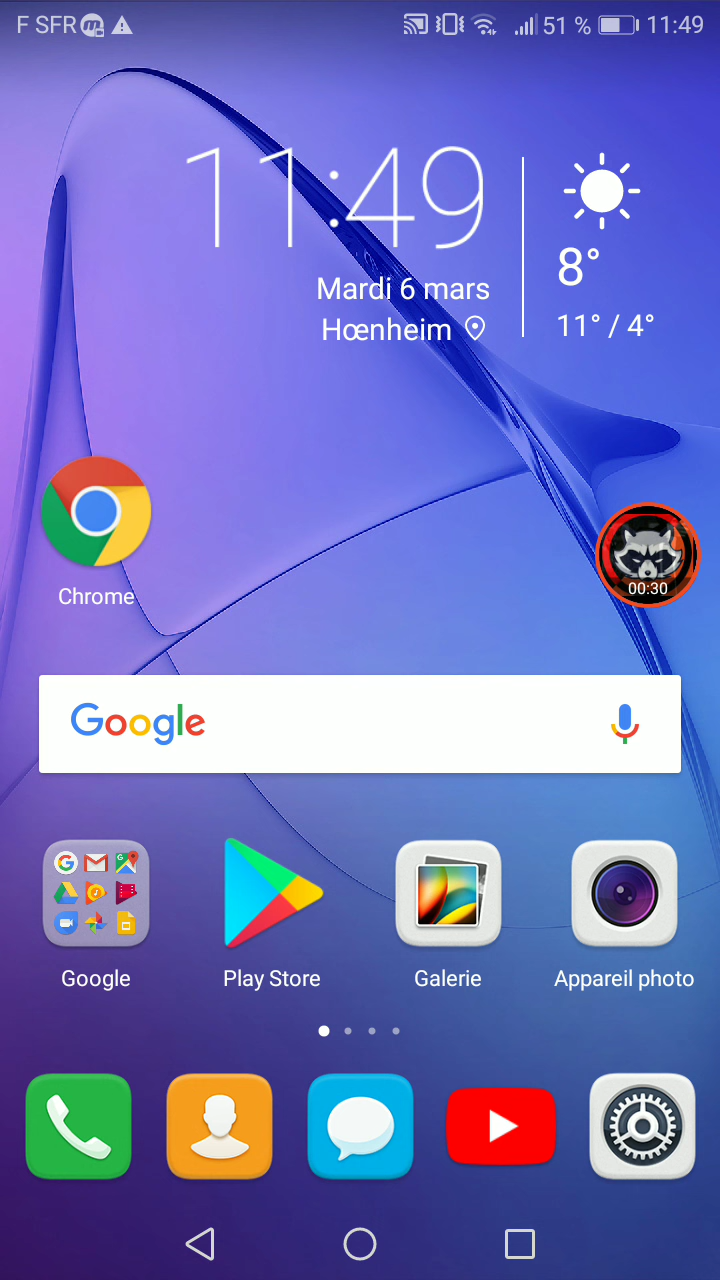 F SFR 51 % 11:49
11:49
8°
Mardi 6 mars
Hœnheim
11° / 4°
Chrome
00:30
Google
Google
Play Store
Galerie
Appareil photo